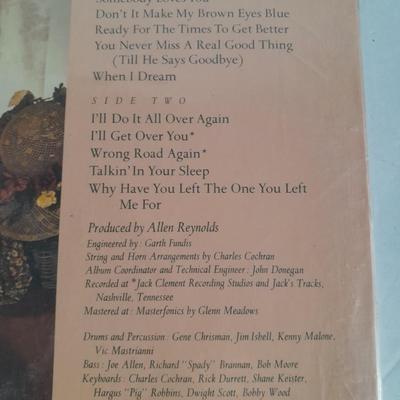 Somebody Loves You
Don't It Make My Brown Eyes Blue
Ready For The Times To Get Better
You Never Miss A Real Good Thing
(Till He Says Goodbye)
When I Dream
SIDE TWO
I'll Do It All Over Again
I'll Get Over You*
Wrong Road Again*
Talkin' In Your Sleep
Why Have You Left The One You Left
Me For
Produced by Allen Reynolds
Engineered by: Garth Fundis
String and Horn Arrangements by Charles Cochran
Album Coordinator and Technical Engineer: John Donegan
Recorded at *Jack Clement Recording Studios and Jack's Tracks,
Nashville, Tennessee
Mastered at: Masterfonics by Glenn Meadows
Drums and Percussion: Gene Chrisman, Jim Isbell, Kenny Malone,
Vic Mastrianni
Bass: Joe Allen, Richard "Spady" Brannan, Bob Moore
Keyboards: Charles Cochran, Rick Durrett, Shane Keister,
Hargus "Pig" Robbins, Dwight Scott, Bobby Wood